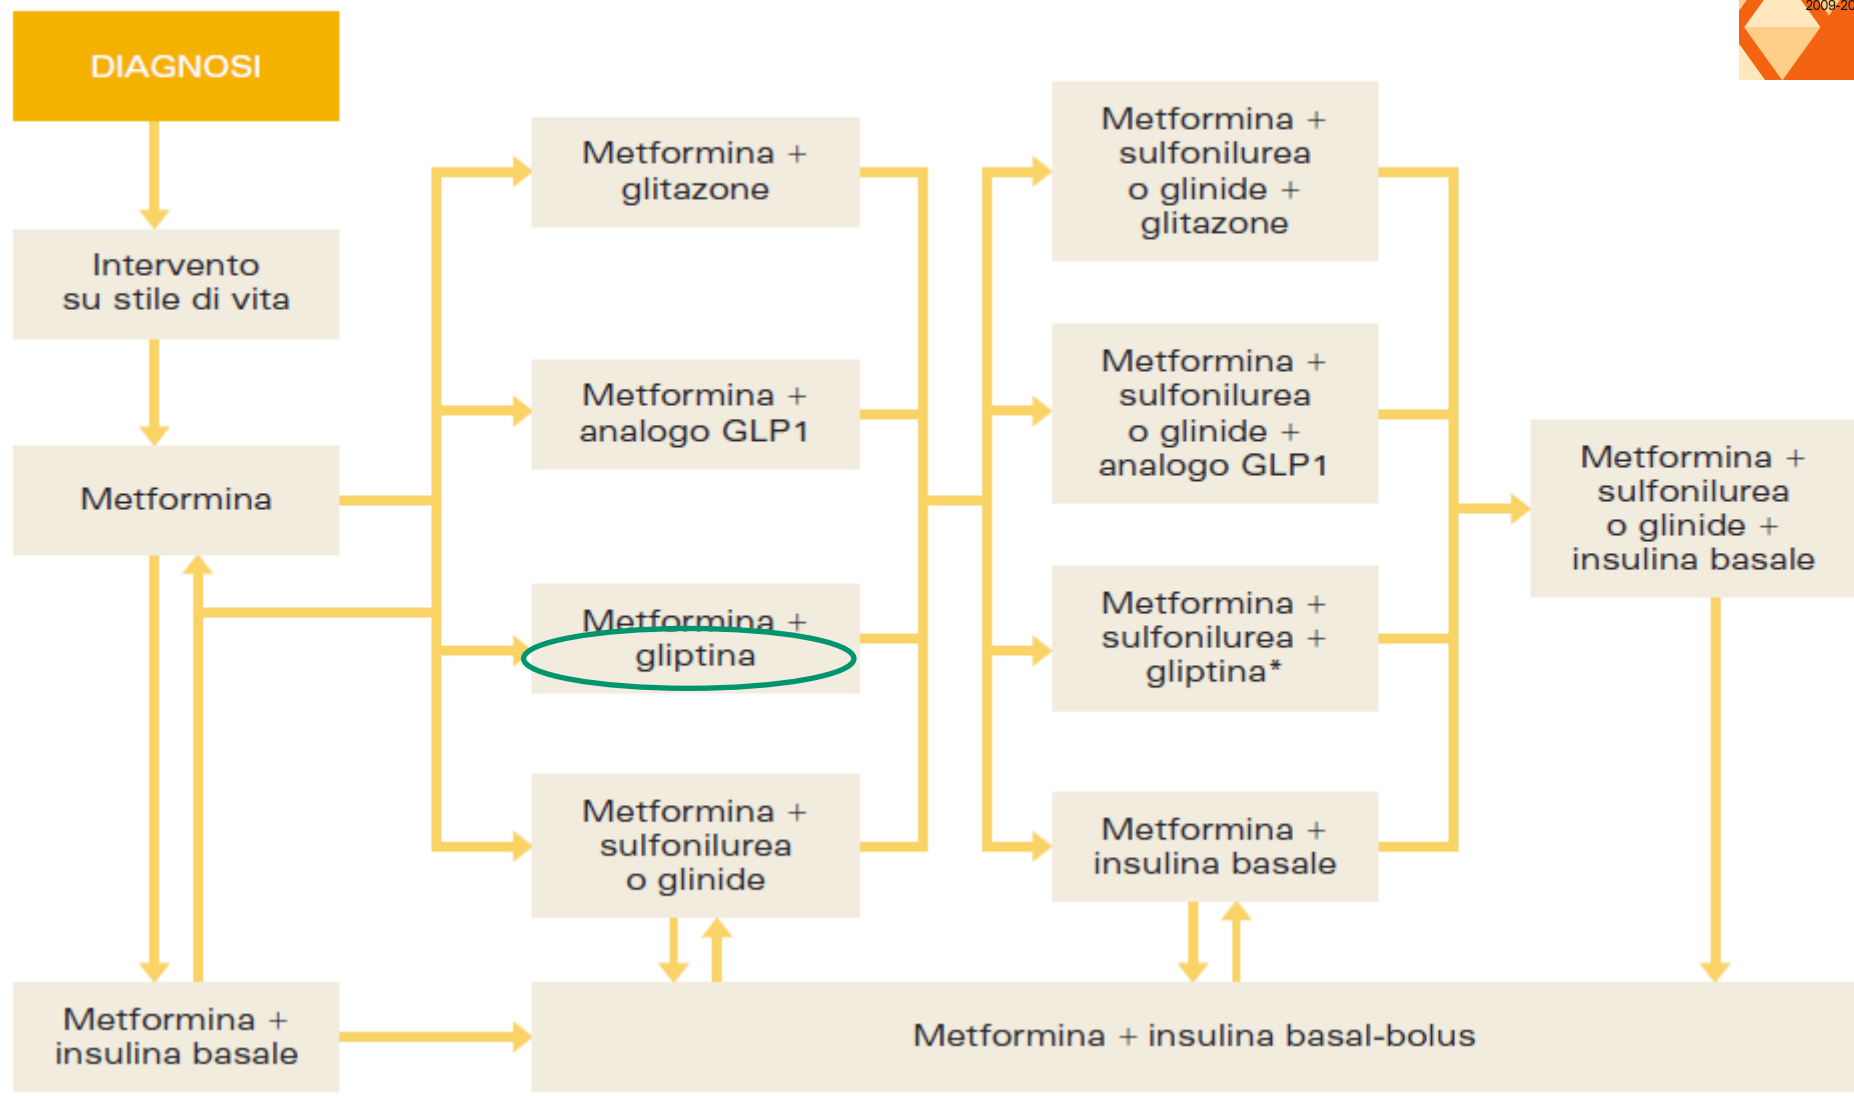 2009-20
DIAGNOSI
Intervento
su stile di vita
Metformina
Metformina +
insulina basale
Metformina +
glitazone
Metformina +
analogo GLP1
Metformina +
gliptina
Metformina +
sulfonilurea
o glinide
Metformina +
sulfonilurea
o glinide +
glitazone
Metformina +
sulfonilurea
o glinide +
analogo GLP1
Metformina +
sulfonilurea +
gliptina*
Metformina +
insulina basale
Metformina +
sulfonilurea
o glinide +
insulina basale
Metformina + insulina basal-bolus